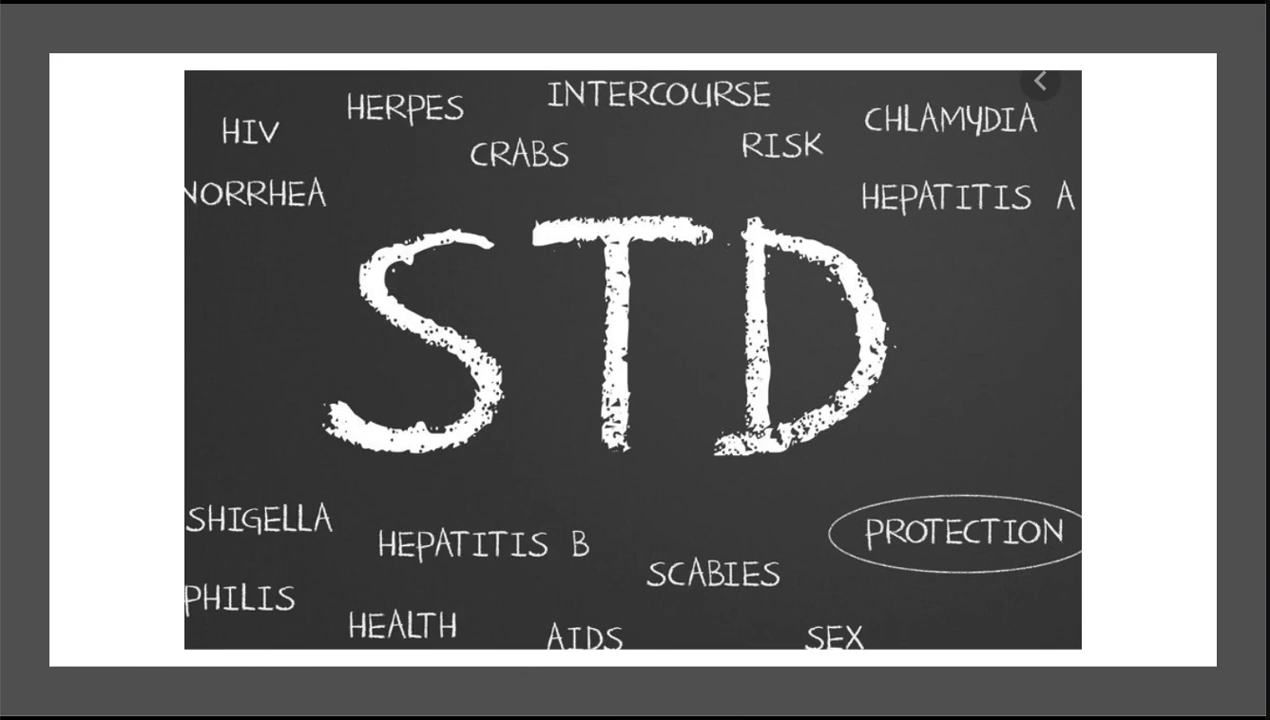 INTERCOURSE
HERPES
CHLAMYDIA
HIV
RISK
CRABS
NORRHEA
HEPATITIS A
STD
SHIGELLA
PROTECTION
HEPATITIS B
SCABIES
PHILIS
HEALTH
AIDS
SEX